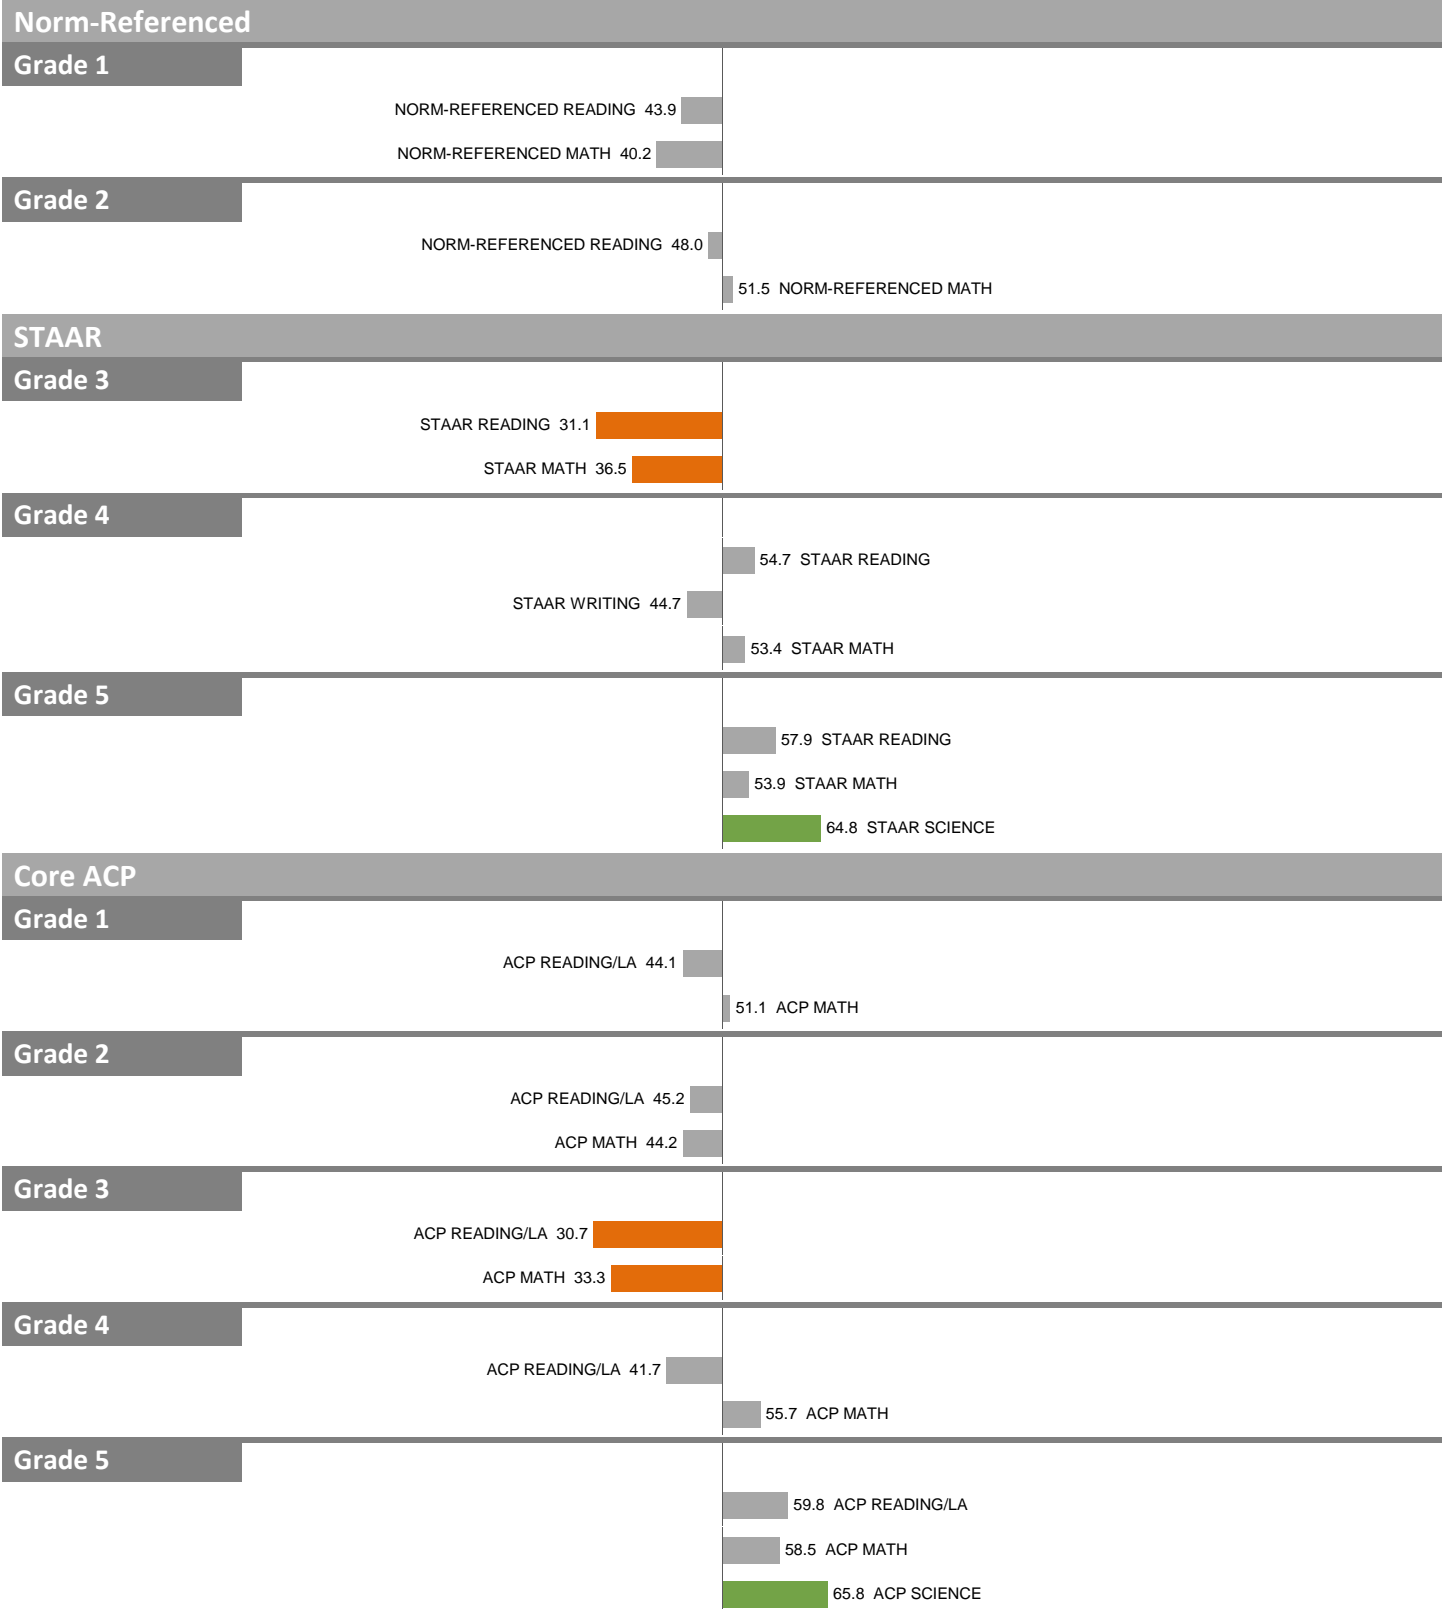 Norm-Referenced
Grade 1
NORM-REFERENCED READING 43.9
NORM-REFERENCED MATH 40.2
Grade 2
NORM-REFERENCED READING 48.0
51.5 NORM-REFERENCED MATH
STAAR
Grade 3
STAAR READING 31.1
STAAR MATH 36.5
Grade 4
54.7 STAAR READING
STAAR WRITING 44.7
53.4 STAAR MATH
Grade 5
57.9 STAAR READING
53.9 STAAR MATH
64.8 STAAR SCIENCE
Core ACP
Grade 1
ACP READING/LA 44.1
51.1 ACP MATH
Grade 2
ACP READING/LA 45.2
ACP MATH 44.2
Grade 3
ACP READING/LA 30.7
ACP MATH 33.3
Grade 4
ACP READING/LA 41.7
55.7 ACP MATH
Grade 5
59.8 ACP READING/LA
58.5 ACP MATH
65.8 ACP SCIENCE